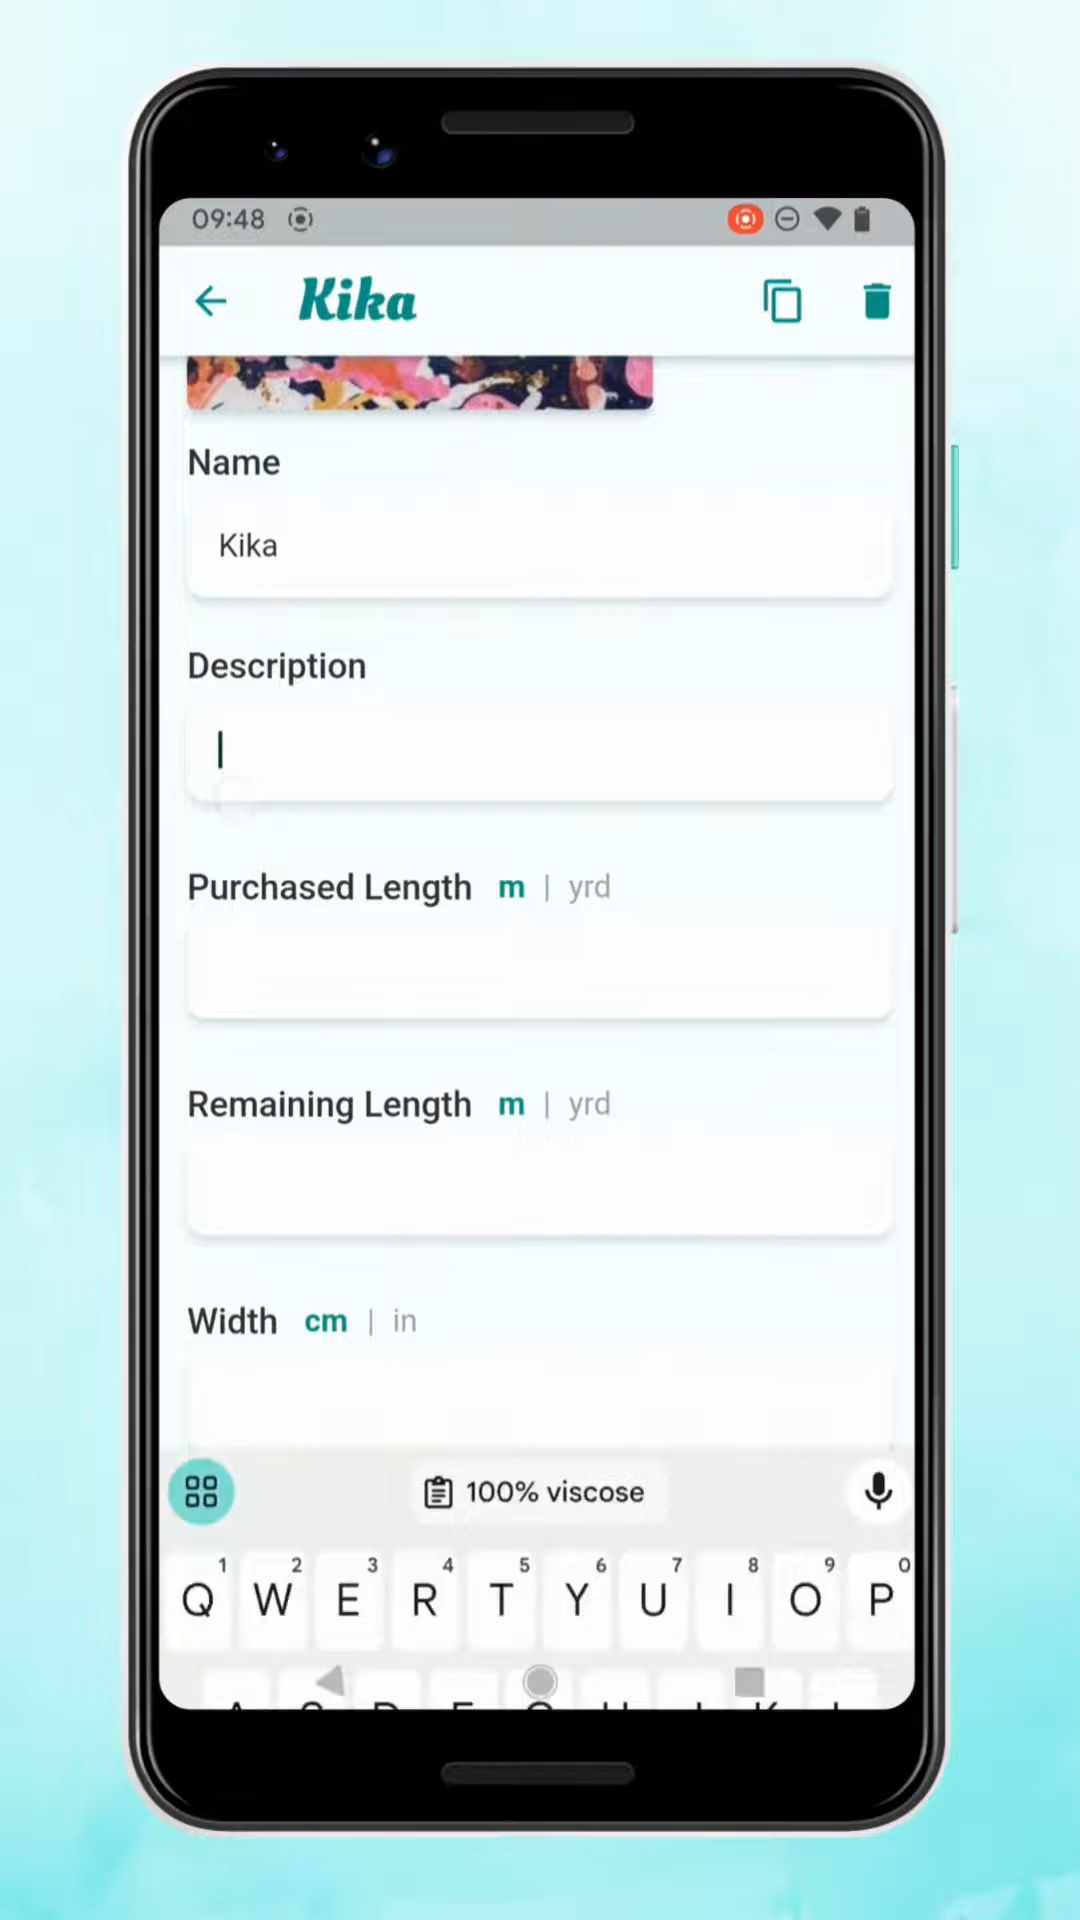 09:48
Kika
Name
Kika
Description
Purchased Length m | yrd
Remaining Length m | yrd
Width cm | in
100% viscose
1 2 3 4 5 6 7 8 9 0
Q W E R T Y U I O P